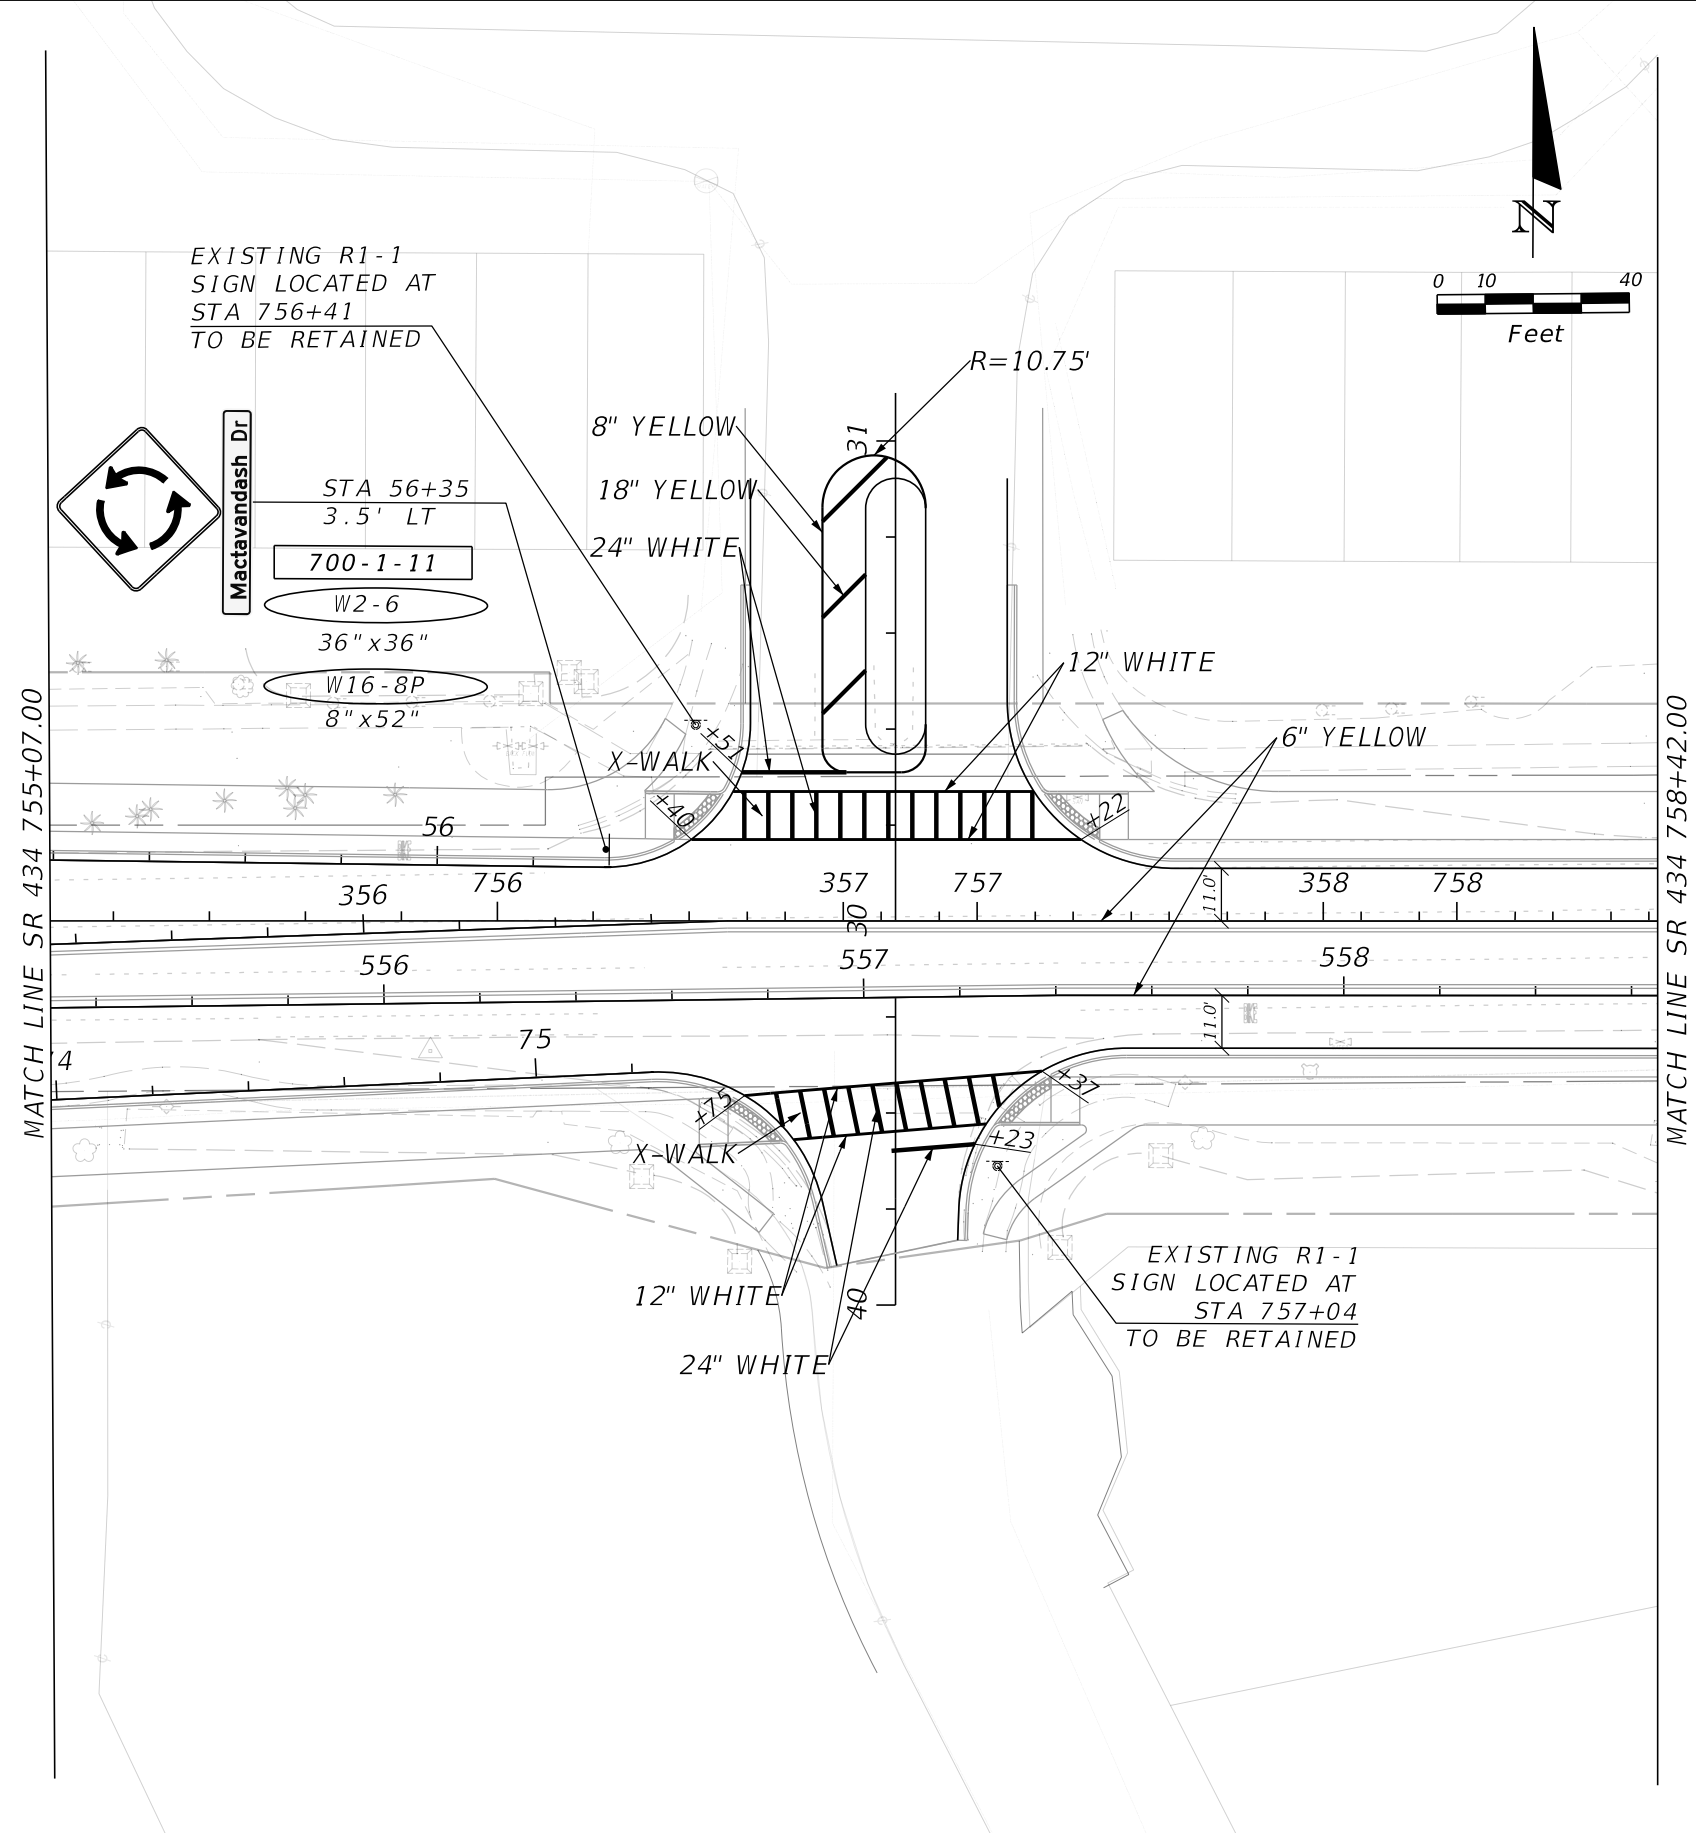 N
0 10 40
Feet
EXISTING R1-1
SIGN LOCATED AT
STA 756+41
TO BE RETAINED
R=10.75'
31
8" YELLOW
18" YELLOW
24" WHITE
Mactavandash Dr
STA 56+35
3.5' LT
700-1-11
W2-6
36"x36"
W16-8P
8"x52"
12" WHITE
6" YELLOW
+51
X-WALK
+40
+22
56
MATCH LINE SR 434 755+07.00
MATCH LINE SR 434 758+42.00
356
756
357
757
358
758
11.0'
30
556
557
558
11.0'
75
4
+75
+37
+23
X-WALK
12" WHITE
40
24" WHITE
EXISTING R1-1
SIGN LOCATED AT
STA 757+04
TO BE RETAINED